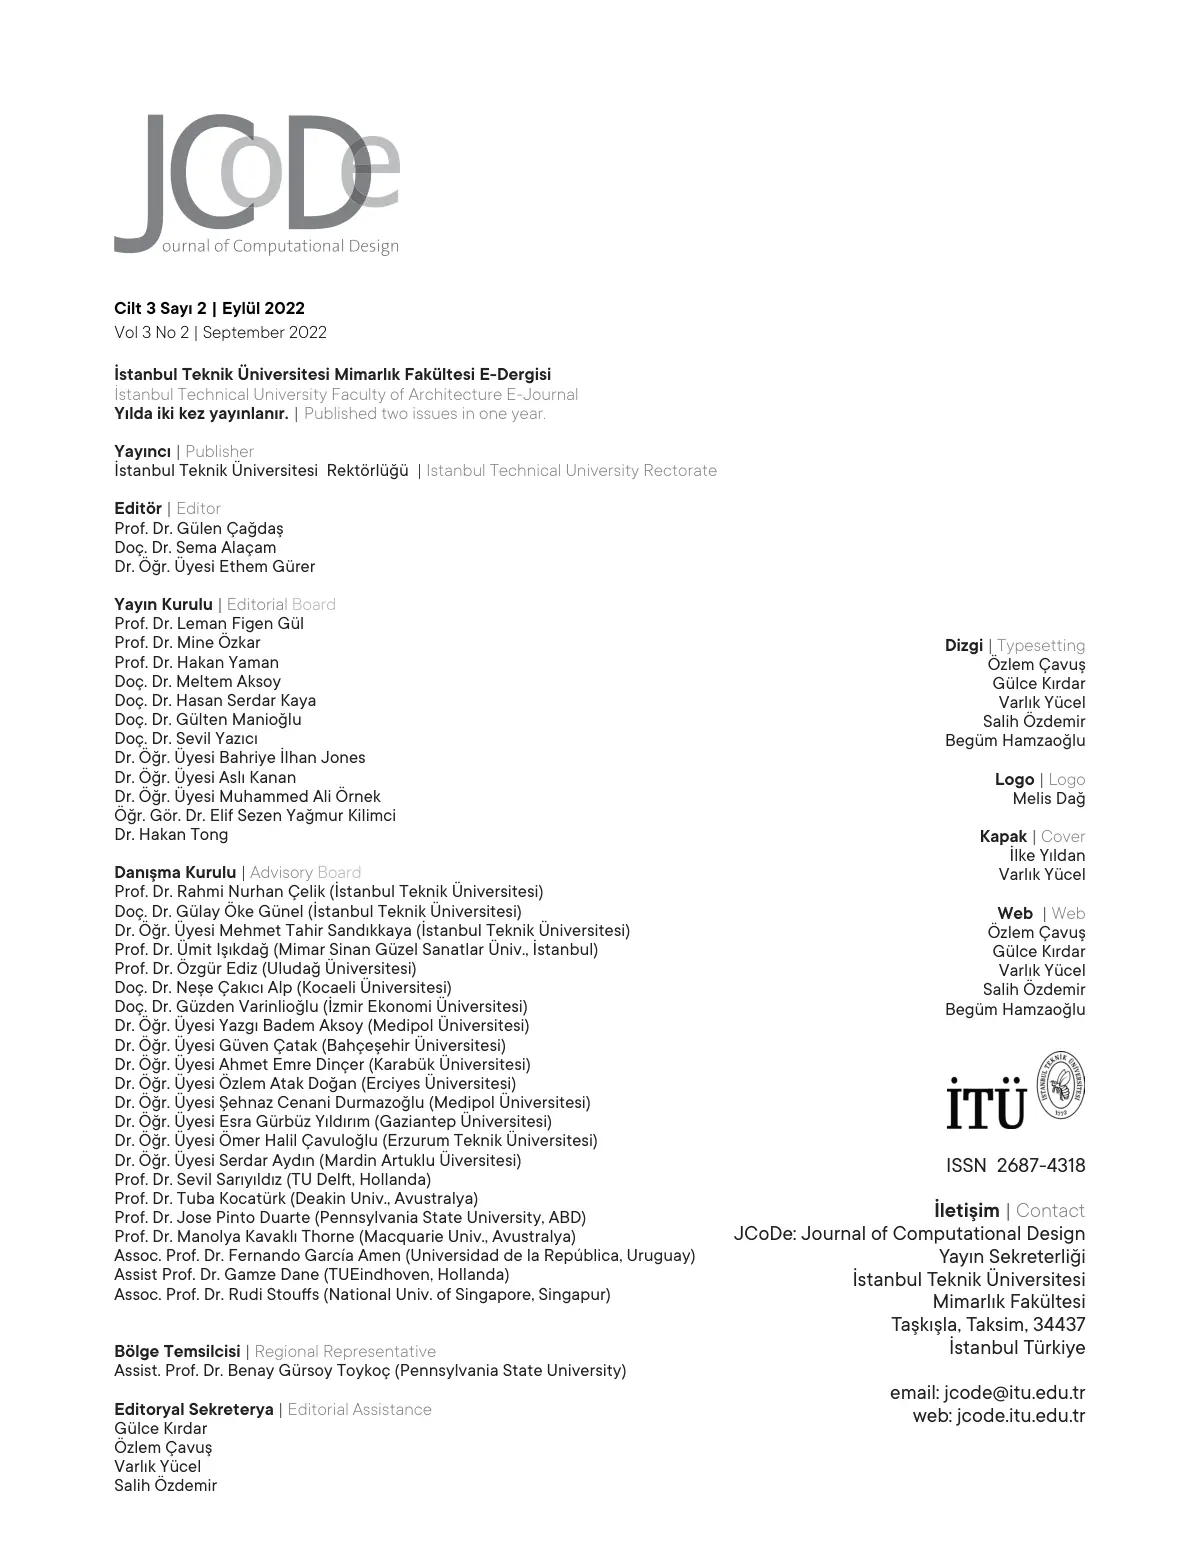 JCoDe
Journal of Computational Design
Cilt 3 Sayı 2 | Eylül 2022
Vol 3 No 2 | September 2022
İstanbul Teknik Üniversitesi Mimarlık Fakültesi E-Dergisi
İstanbul Technical University Faculty of Architecture E-Journal
Yılda iki kez yayınlanır. | Published two issues in one year.
Yayıncı | Publisher
İstanbul Teknik Üniversitesi  Rektörlüğü  | Istanbul Technical University Rectorate
Editör | Editor
Prof. Dr. Gülen Çağdaş
Doç. Dr. Sema Alaçam
Dr. Öğr. Üyesi Ethem Gürer
Yayın Kurulu | Editorial Board
Prof. Dr. Leman Figen Gül
Prof. Dr. Mine Özkar
Prof. Dr. Hakan Yaman
Doç. Dr. Meltem Aksoy
Doç. Dr. Hasan Serdar Kaya
Doç. Dr. Gülten Manioğlu
Doç. Dr. Sevil Yazıcı
Dr. Öğr. Üyesi Bahriye İlhan Jones
Dr. Öğr. Üyesi Aslı Kanan
Dr. Öğr. Üyesi Muhammed Ali Örnek
Öğr. Gör. Dr. Elif Sezen Yağmur Kilimci
Dr. Hakan Tong
Danışma Kurulu | Advisory Board
Prof. Dr. Rahmi Nurhan Çelik (İstanbul Teknik Üniversitesi)
Doç. Dr. Gülay Öke Günel (İstanbul Teknik Üniversitesi)
Dr. Öğr. Üyesi Mehmet Tahir Sandıkkaya (İstanbul Teknik Üniversitesi)
Prof. Dr. Ümit Işıkdağ (Mimar Sinan Güzel Sanatlar Üniv., İstanbul)
Prof. Dr. Özgür Ediz (Uludağ Üniversitesi)
Doç. Dr. Neşe Çakıcı Alp (Kocaeli Üniversitesi)
Doç. Dr. Güzden Varinlioğlu (İzmir Ekonomi Üniversitesi)
Dr. Öğr. Üyesi Yazgı Badem Aksoy (Medipol Üniversitesi)
Dr. Öğr. Üyesi Güven Çatak (Bahçeşehir Üniversitesi)
Dr. Öğr. Üyesi Ahmet Emre Dinçer (Karabük Üniversitesi)
Dr. Öğr. Üyesi Özlem Atak Doğan (Erciyes Üniversitesi)
Dr. Öğr. Üyesi Şehnaz Cenani Durmazoğlu (Medipol Üniversitesi)
Dr. Öğr. Üyesi Esra Gürbüz Yıldırım (Gaziantep Üniversitesi)
Dr. Öğr. Üyesi Ömer Halil Çavuloğlu (Erzurum Teknik Üniversitesi)
Dr. Öğr. Üyesi Serdar Aydın (Mardin Artuklu Üiversitesi)
Prof. Dr. Sevil Sarıyıldız (TU Delft, Hollanda)
Prof. Dr. Tuba Kocatürk (Deakin Univ., Avustralya)
Prof. Dr. Jose Pinto Duarte (Pennsylvania State University, ABD)
Prof. Dr. Manolya Kavaklı Thorne (Macquarie Univ., Avustralya)
Assoc. Prof. Dr. Fernando García Amen (Universidad de la República, Uruguay)
Assist Prof. Dr. Gamze Dane (TUEindhoven, Hollanda)
Assoc. Prof. Dr. Rudi Stouffs (National Univ. of Singapore, Singapur)
Bölge Temsilcisi | Regional Representative
Assist. Prof. Dr. Benay Gürsoy Toykoç (Pennsylvania State University)
Editoryal Sekreterya | Editorial Assistance
Gülce Kırdar
Özlem Çavuş
Varlık Yücel
Salih Özdemir
Dizgi | Typesetting
Özlem Çavuş
Gülce Kırdar
Varlık Yücel
Salih Özdemir
Begüm Hamzaoğlu
Logo | Logo
Melis Dağ
Kapak | Cover
İlke Yıldan
Varlık Yücel
Web  | Web
Özlem Çavuş
Gülce Kırdar
Varlık Yücel
Salih Özdemir
Begüm Hamzaoğlu
İTÜ
İSTANBUL TEKNİK ÜNİVERSİTESİ
1773
ISSN  2687-4318
İletişim | Contact
JCoDe: Journal of Computational Design
Yayın Sekreterliği
İstanbul Teknik Üniversitesi
Mimarlık Fakültesi
Taşkışla, Taksim, 34437
İstanbul Türkiye
email: jcode@itu.edu.tr
web: jcode.itu.edu.tr